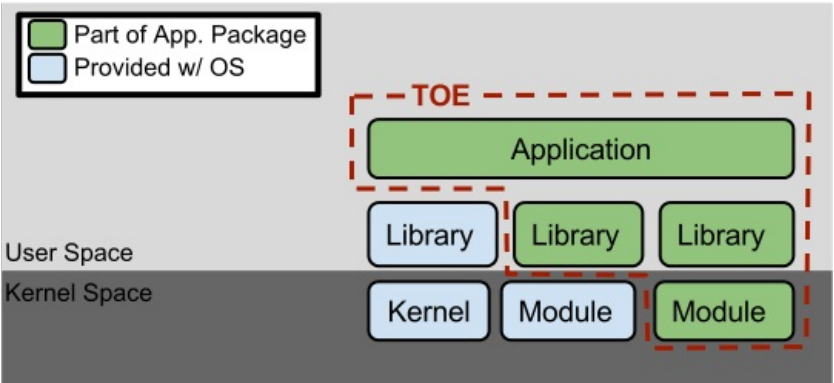 Part of App. Package
Provided w/ OS
TOE
Application
Library Library Library
User Space
Kernel Space
Kernel Module Module